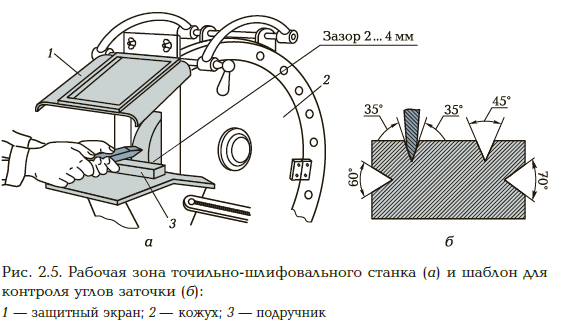 Зазор 2... 4 мм
1
2
3
35°
35°
45°
60°
70°
а
б
Рис. 2.5. Рабочая зона точильно-шлифовального станка (а) и шаблон для
контроля углов заточки (б):
1 — защитный экран; 2 — кожух; 3 — подручник